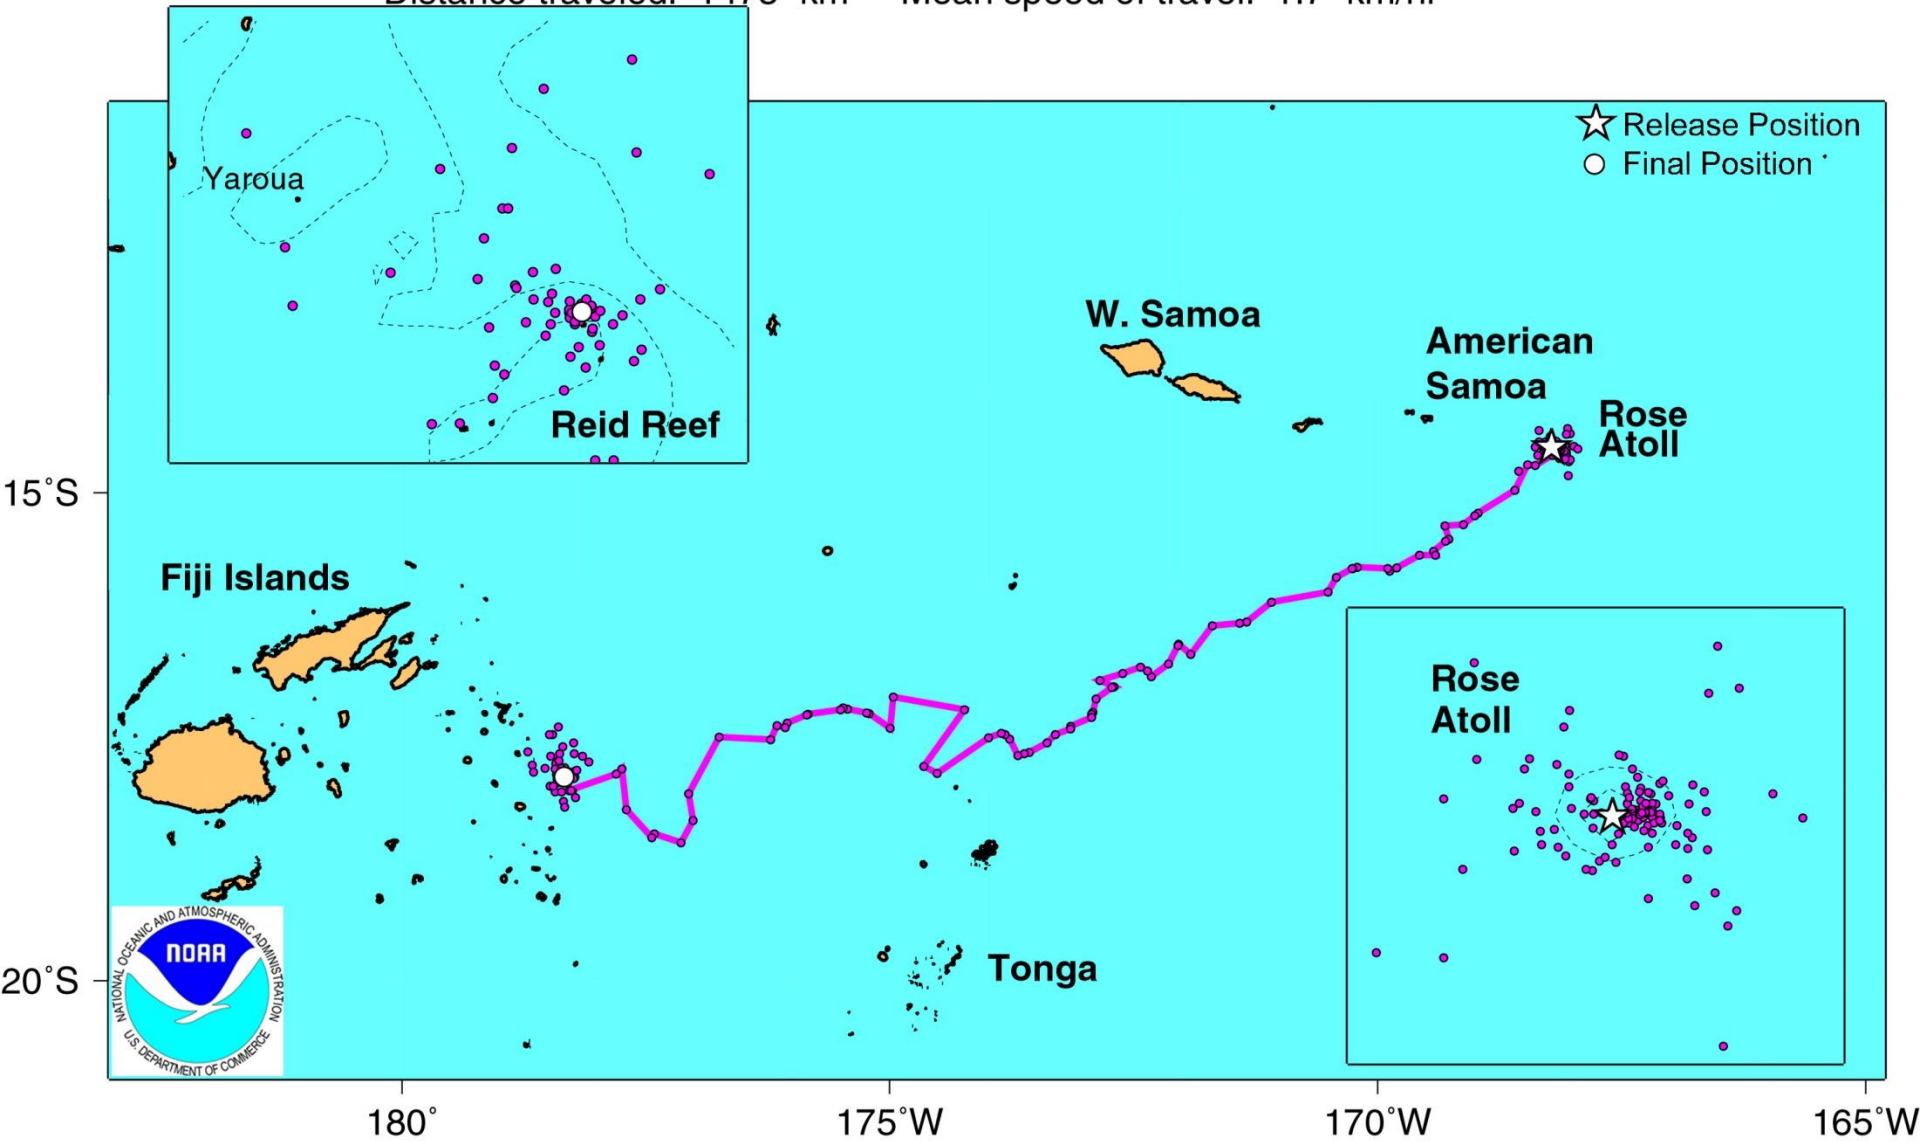 Yaroua
Reid Reef
Release Position
Final Position
W. Samoa
American
Samoa
Rose
Atoll
15°S
Fiji Islands
Rose
Atoll
Tonga
20°S
NATIONAL OCEANIC AND ATMOSPHERIC ADMINISTRATION
NOAA
U.S. DEPARTMENT OF COMMERCE
180°
175°W
170°W
165°W